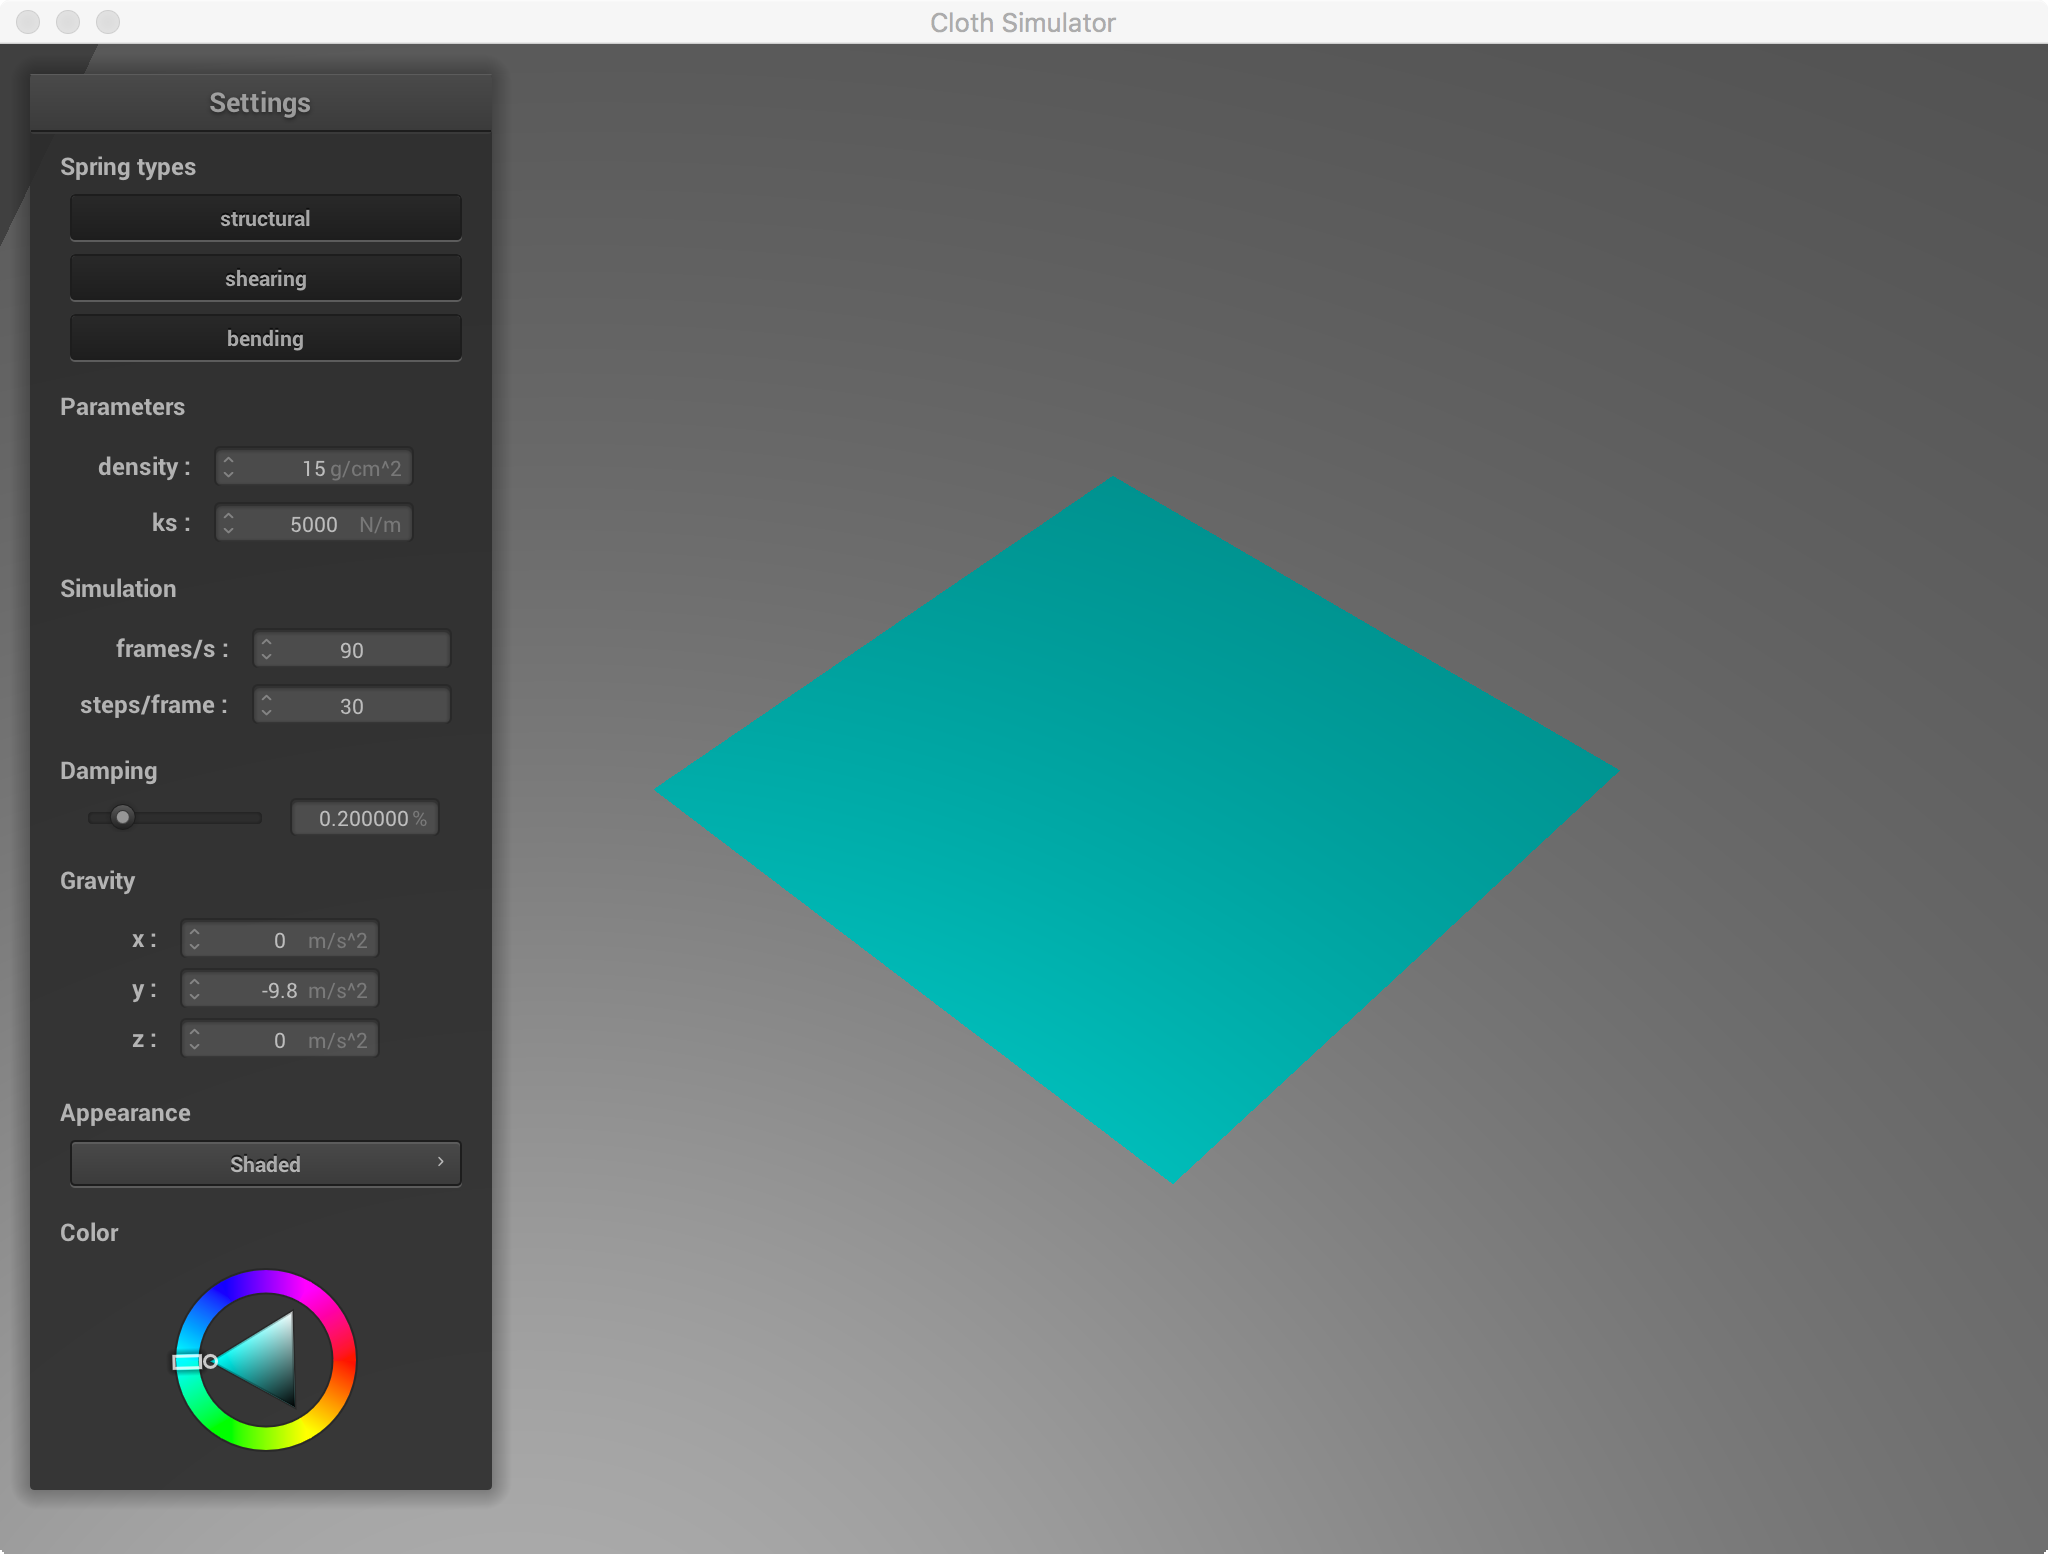 Cloth Simulator
Settings
Spring types
structural
shearing
bending
Parameters
density : 15 g/cm^2
ks : 5000 N/m
Simulation
frames/s : 90
steps/frame : 30
Damping
0.200000 %
Gravity
x : 0 m/s^2
y : -9.8 m/s^2
z : 0 m/s^2
Appearance
Shaded
Color